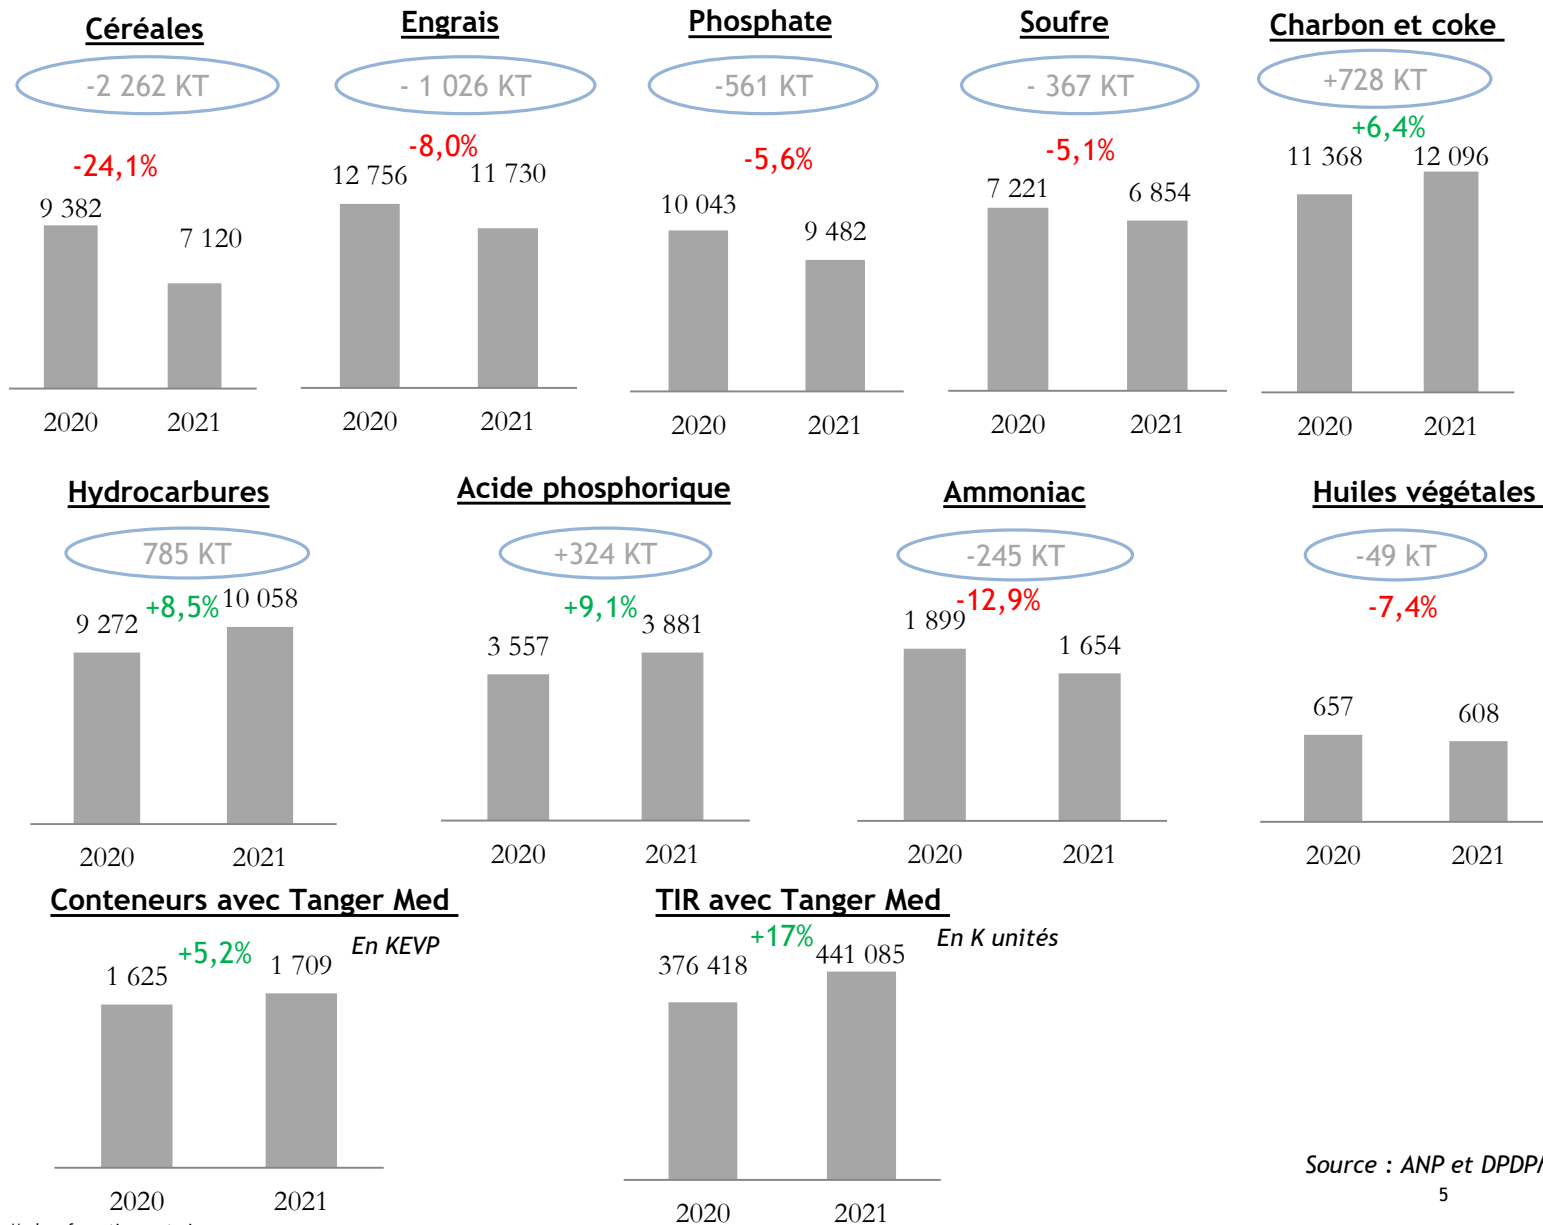 Céréales
-2 262 KT
-24,1%
9 382
7 120
2020
2021
Engrais
- 1 026 KT
-8,0%
12 756
11 730
2020
2021
Phosphate
-561 KT
-5,6%
10 043
9 482
2020
2021
Soufre
- 367 KT
-5,1%
7 221
6 854
2020
2021
Charbon et coke
+728 KT
+6,4%
11 368
12 096
2020
2021
Hydrocarbures
785 KT
+8,5%
9 272
10 058
2020
2021
Acide phosphorique
+324 KT
+9,1%
3 557
3 881
2020
2021
Ammoniac
-245 KT
-12,9%
1 899
1 654
2020
2021
Huiles végétales
-49 kT
-7,4%
657
608
2020
2021
Conteneurs avec Tanger Med
En KEVP
+5,2%
1 625
1 709
2020
2021
TIR avec Tanger Med
En K unités
+17%
376 418
441 085
2020
2021
Source : ANP et DPDP
5